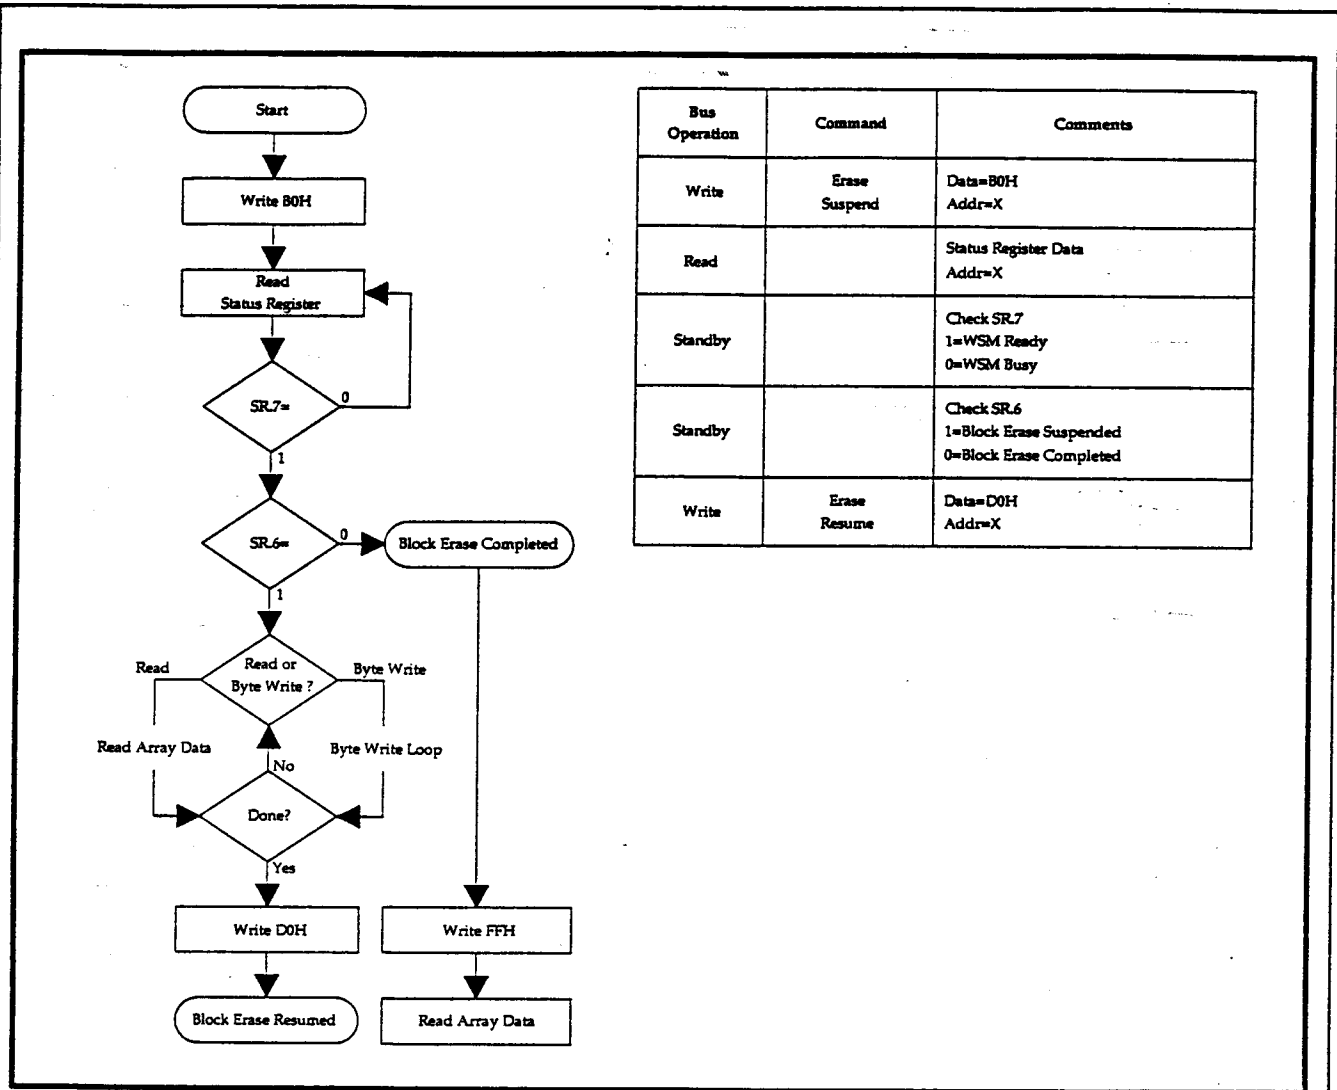 Start
Write B0H
Read
Status Register
SR.7=
0
1
SR.6=
0
Block Erase Completed
1
Read or
Byte Write ?
Read
Byte Write
Read Array Data
Byte Write Loop
No
Done?
Yes
Write D0H
Write FFH
Block Erase Resumed
Read Array Data
Bus
Operation
Command
Comments
Write
Erase
Suspend
Data=B0H
Addr=X
Read
Status Register Data
Addr=X
Standby
Check SR.7
1=WSM Ready
0=WSM Busy
Standby
Check SR.6
1=Block Erase Suspended
0=Block Erase Completed
Write
Erase
Resume
Data=D0H
Addr=X